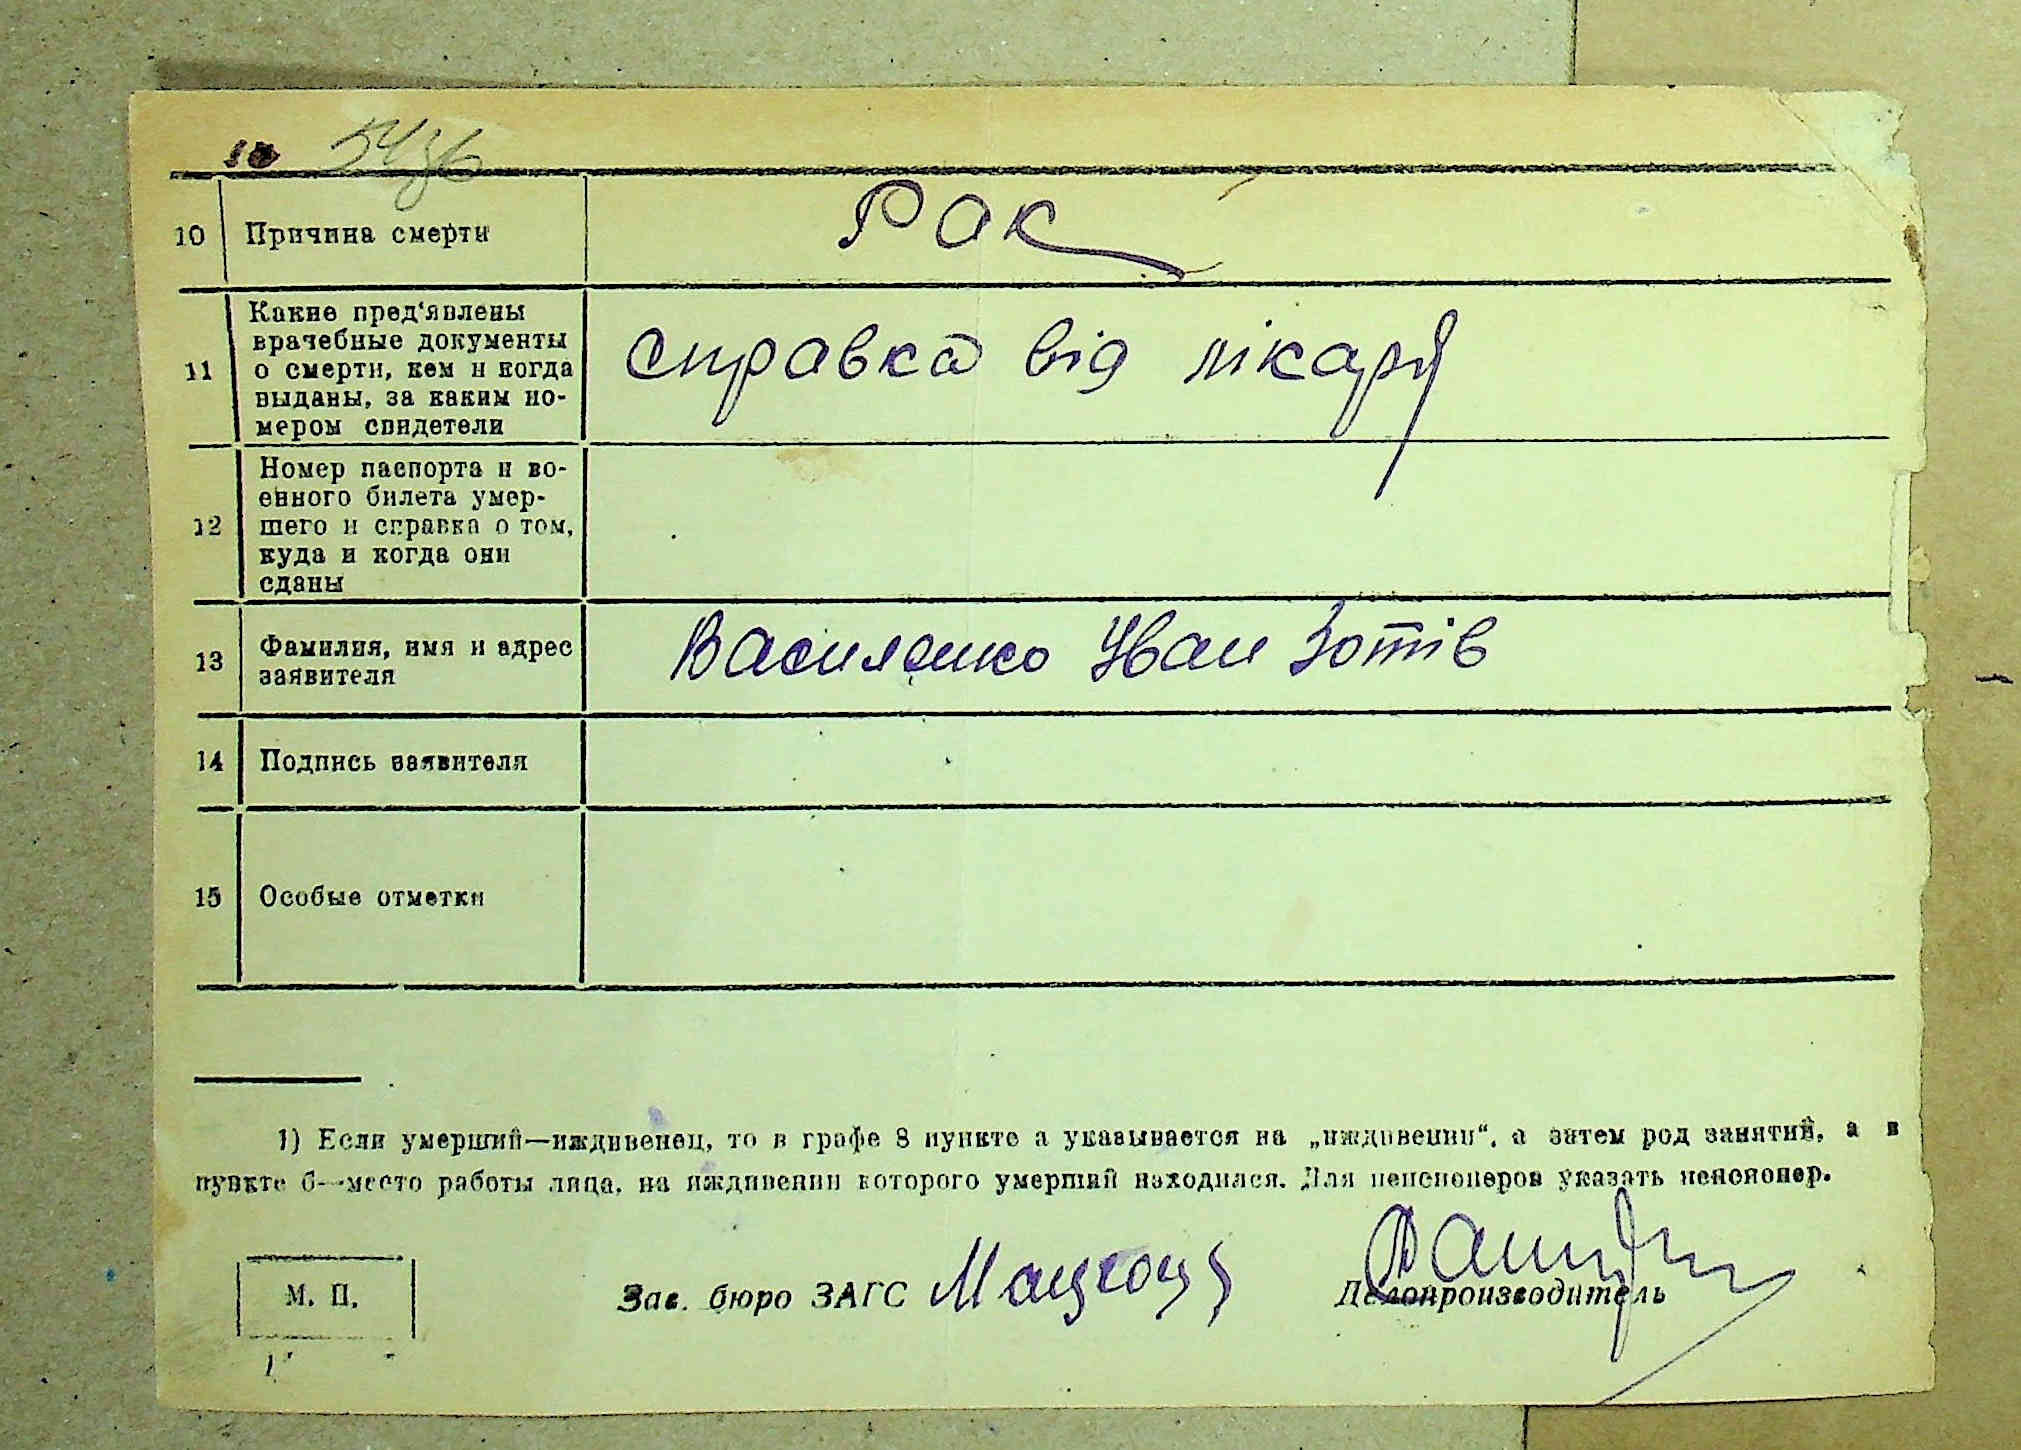 10 Причина смерти Рак
11 Какие пред‘явлены
врачебные документы
о смерти, кем и когда
выданы, за каким но-
мером свидетели
справка від лікаря
12 Номер паспорта и во-
енного билета умер-
шего и справка о том,
куда и когда они
сданы
13 Фамилия, имя и адрес
заявителя
Василенко Иван Зотів
14 Подпись заявителя
15 Особые отметки
1) Если умерший—иждивенец, то в графе 8 пункте а указывается на „иждивении“, а затем род занятий, а в
пункте б—место работы лица, на иждивении которого умерший находился. Для пенсионеров указать пенсионер.
М. П.
Зав. бюро ЗАГС
Делопроизводитель